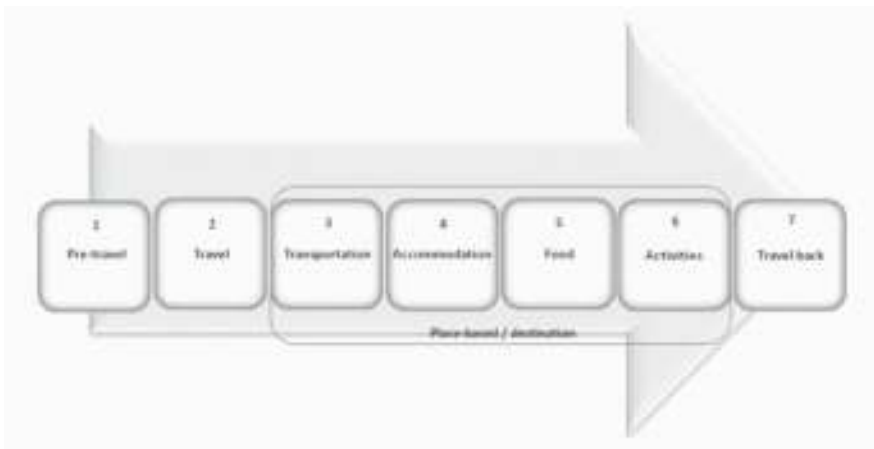 1
Pre-travel
2
Travel
3
Transportation
4
Accommodation
5
Food
6
Activities
7
Travel back
Place-based / destination